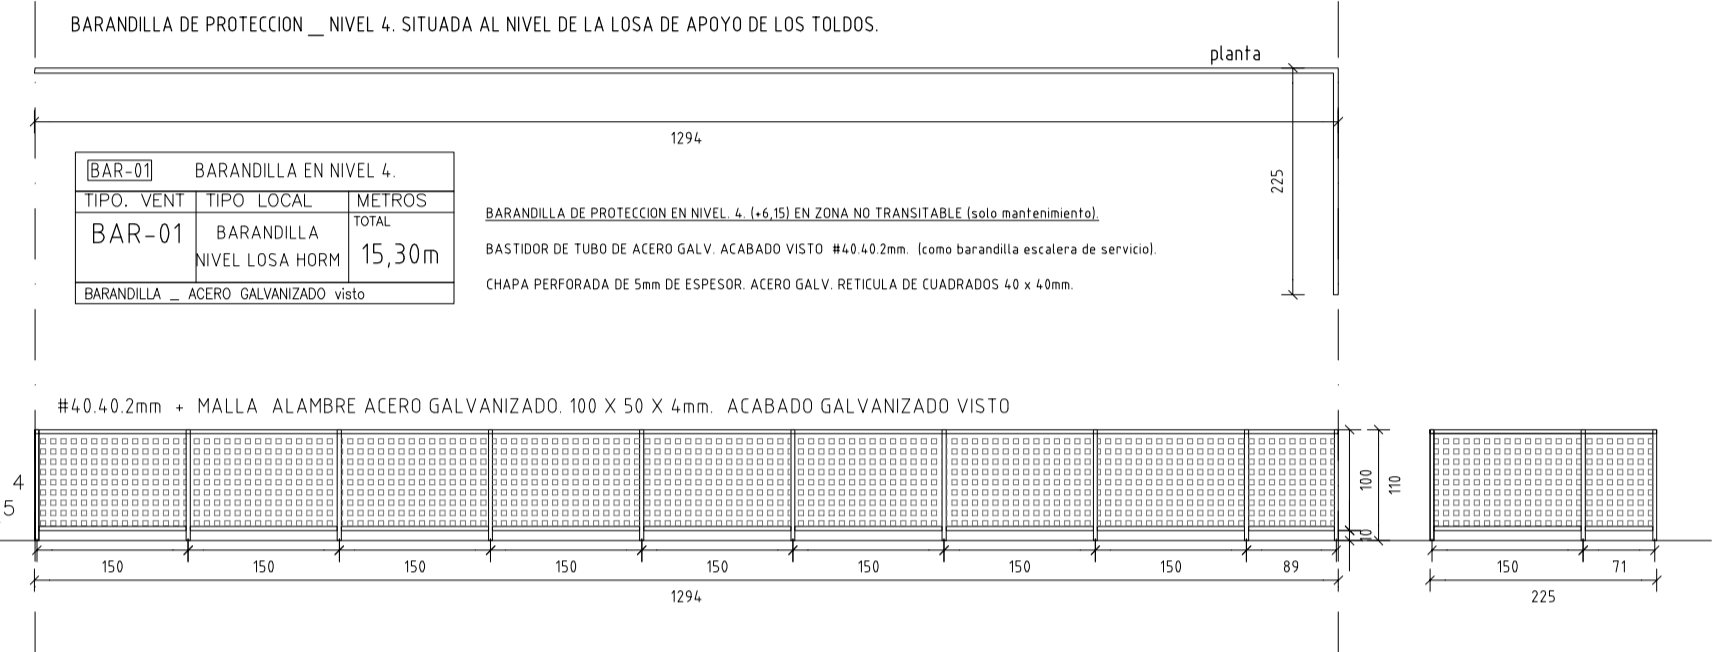 BARANDILLA DE PROTECCION _ NIVEL 4. SITUADA AL NIVEL DE LA LOSA DE APOYO DE LOS TOLDOS.
planta
1294
225
BAR-01 BARANDILLA EN NIVEL 4.
TIPO. VENT TIPO LOCAL METROS
BAR-01 BARANDILLA NIVEL LOSA HORM TOTAL 15,30m
BARANDILLA _ ACERO GALVANIZADO visto
BARANDILLA DE PROTECCION EN NIVEL. 4. (+6,15) EN ZONA NO TRANSITABLE (solo mantenimiento).
BASTIDOR DE TUBO DE ACERO GALV. ACABADO VISTO #40.40.2mm. (como barandilla escalera de servicio).
CHAPA PERFORADA DE 5mm DE ESPESOR. ACERO GALV. RETICULA DE CUADRADOS 40 x 40mm.
#40.40.2mm + MALLA ALAMBRE ACERO GALVANIZADO. 100 X 50 X 4mm. ACABADO GALVANIZADO VISTO
4
5
100
110
10
150 150 150 150 150 150 150 150 89
1294
150 71
225